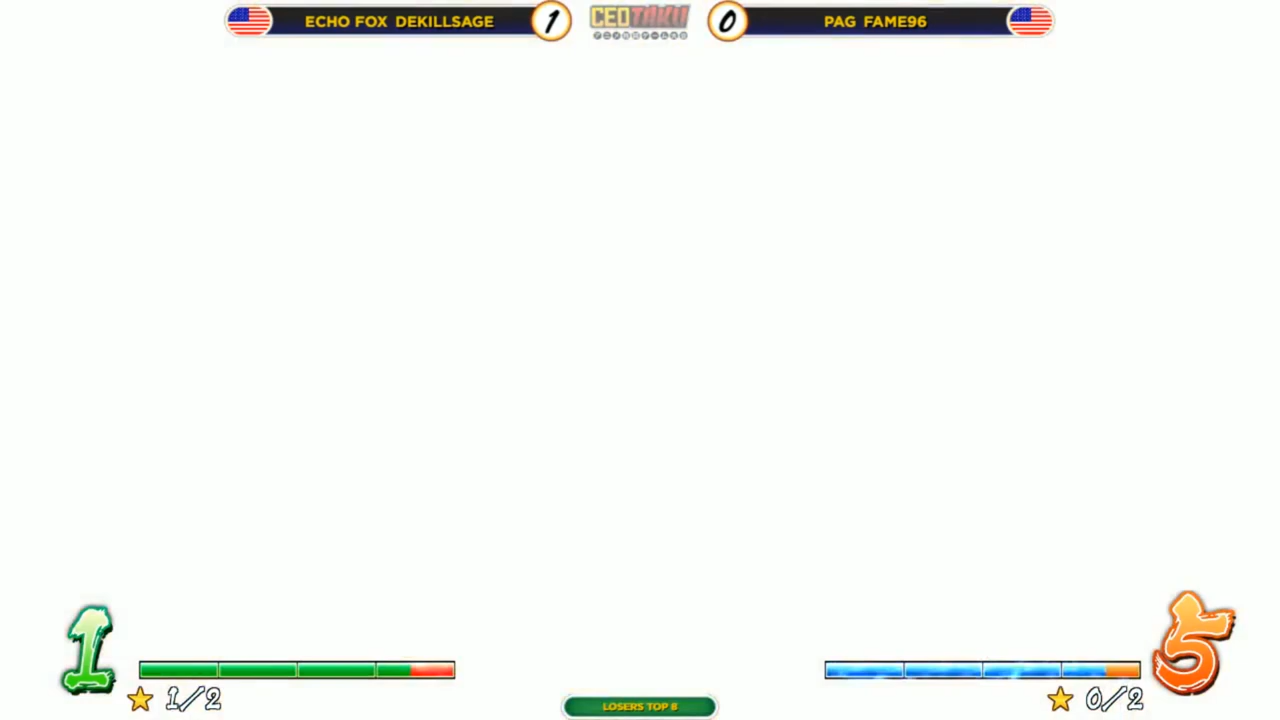 ECHO FOX DEKILLSAGE 1 CEOTAKU 0 PAG FAME96
1 5
1/2 0/2
LOSERS TOP 8